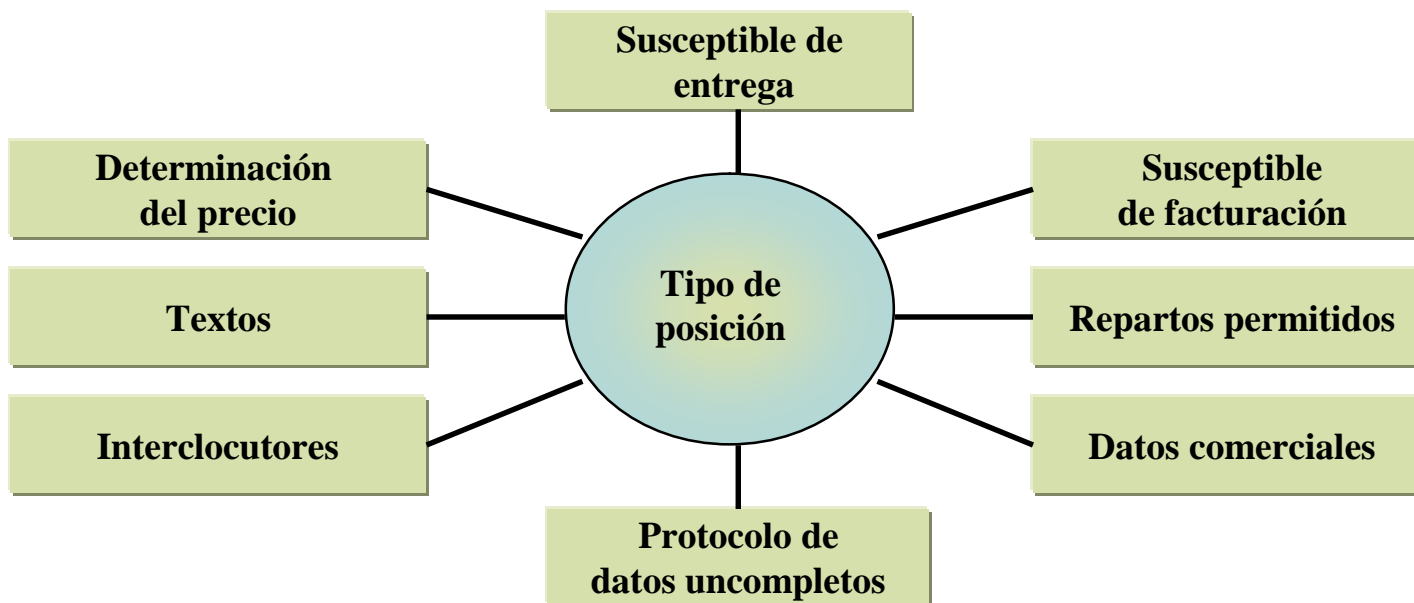 Susceptible de
entrega
Determinación
del precio
Susceptible
de facturación
Textos
Tipo de
posición
Repartos permitidos
Interclocutores
Datos comerciales
Protocolo de
datos uncompletos